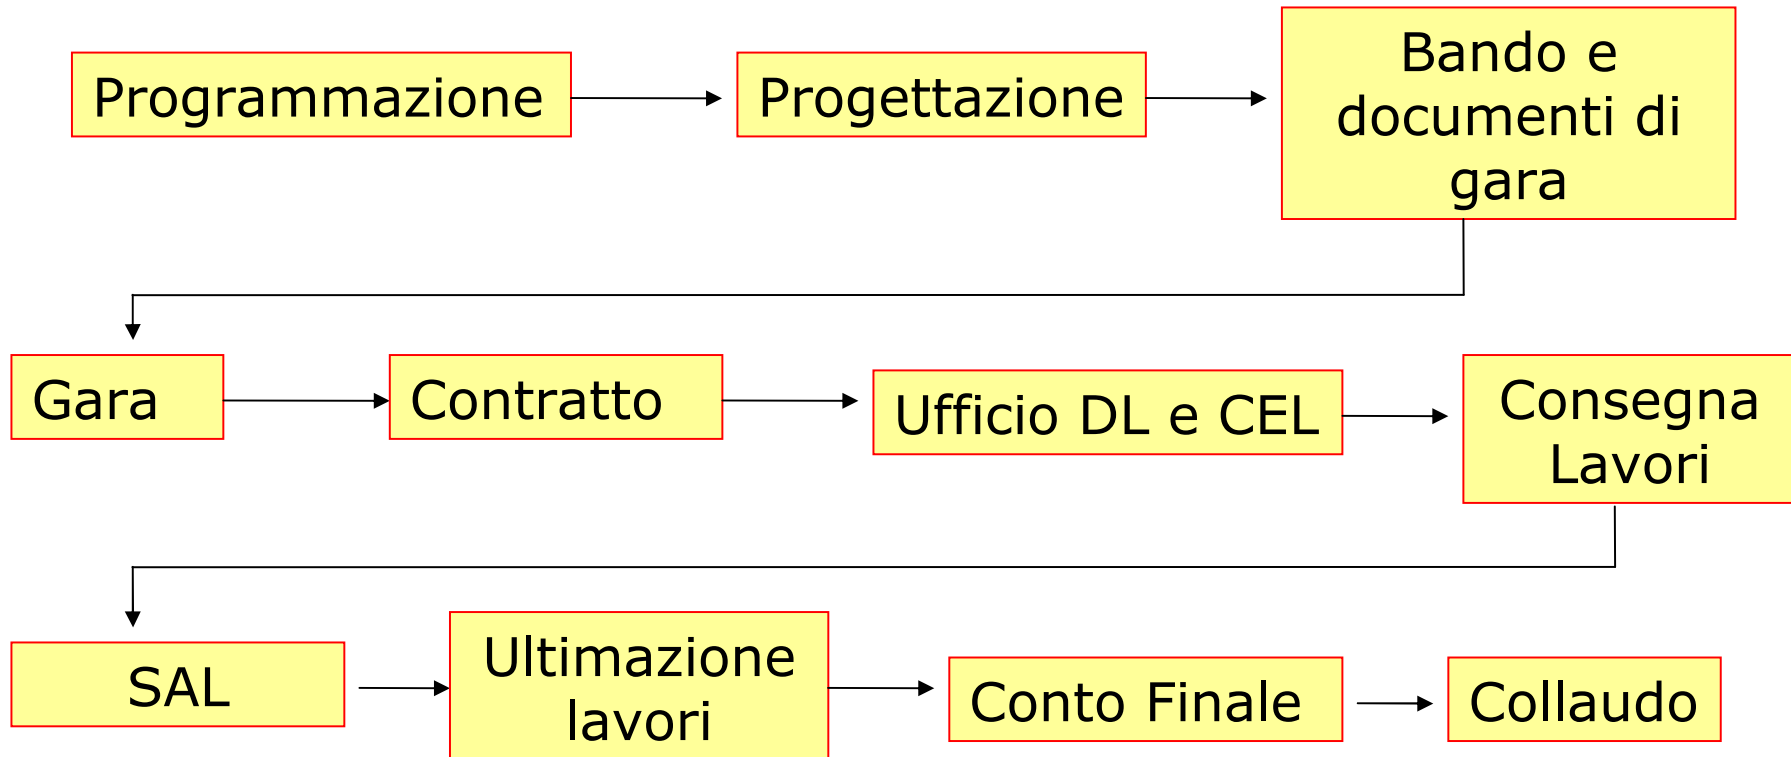 Programmazione
Progettazione
Bando e
documenti di
gara
Gara
Contratto
Ufficio DL e CEL
Consegna
Lavori
SAL
Ultimazione
lavori
Conto Finale
Collaudo